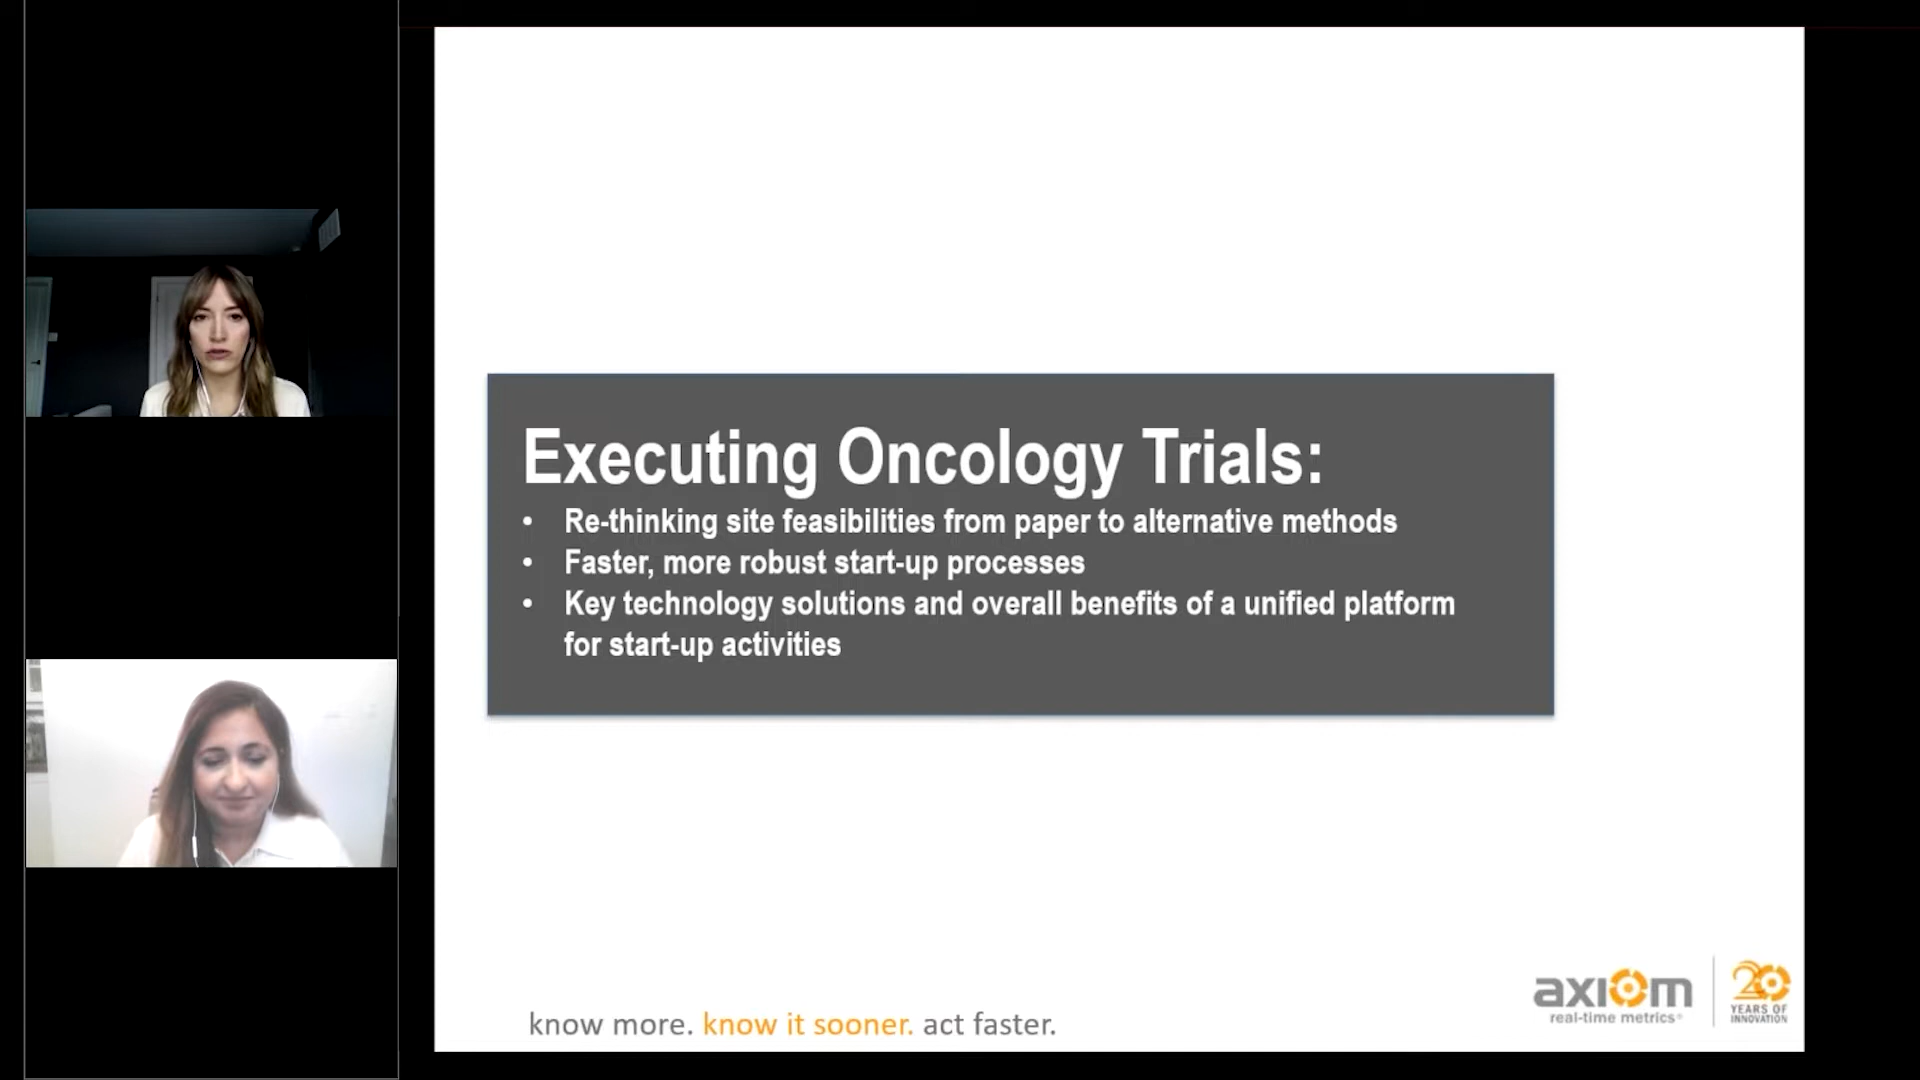 Executing Oncology Trials:
• Re-thinking site feasibilities from paper to alternative methods
• Faster, more robust start-up processes
• Key technology solutions and overall benefits of a unified platform
for start-up activities
know more. know it sooner. act faster.
axiom
real-time metrics®
20
YEARS OF
INNOVATION